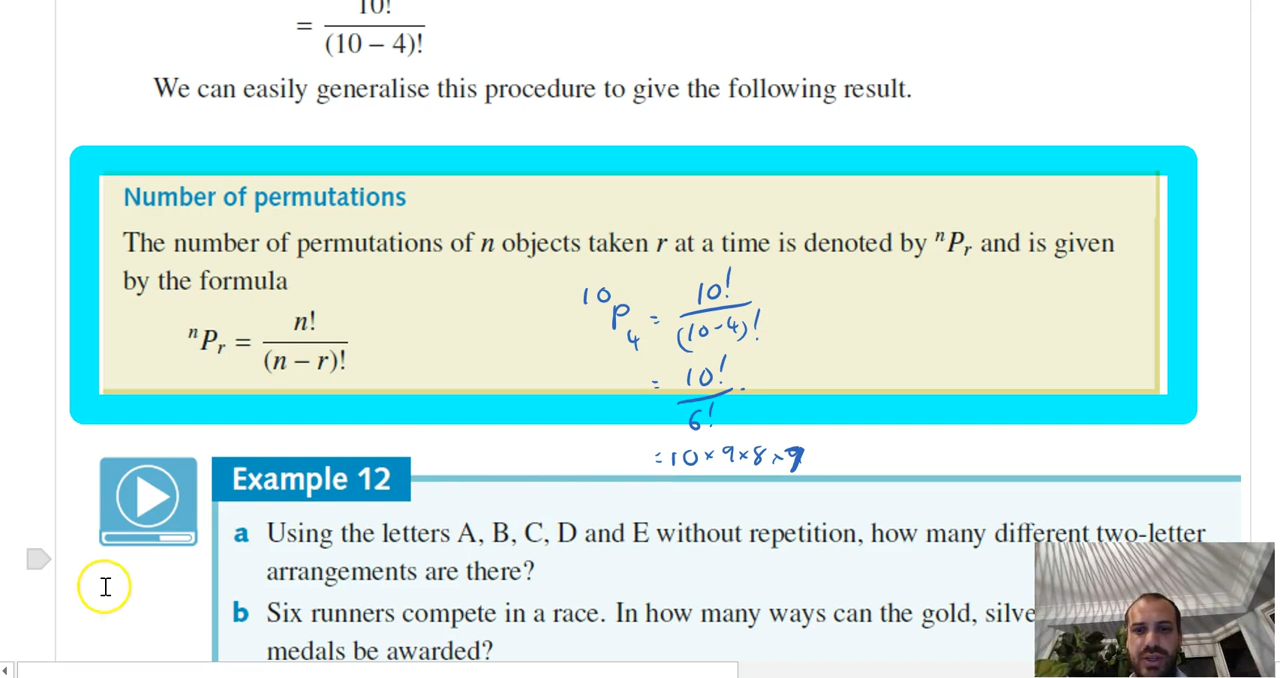 10!
=
(10 – 4)!
We can easily generalise this procedure to give the following result.
Number of permutations
The number of permutations of n objects taken r at a time is denoted by ⁿPᵣ and is given
by the formula
ⁿPᵣ = n! / (n – r)!
¹⁰P₄ = 10! / (10-4)!
= 10! / 6!
= 10 × 9 × 8 × 7
Example 12
a Using the letters A, B, C, D and E without repetition, how many different two-letter
arrangements are there?
b Six runners compete in a race. In how many ways can the gold,
medals be awarded?